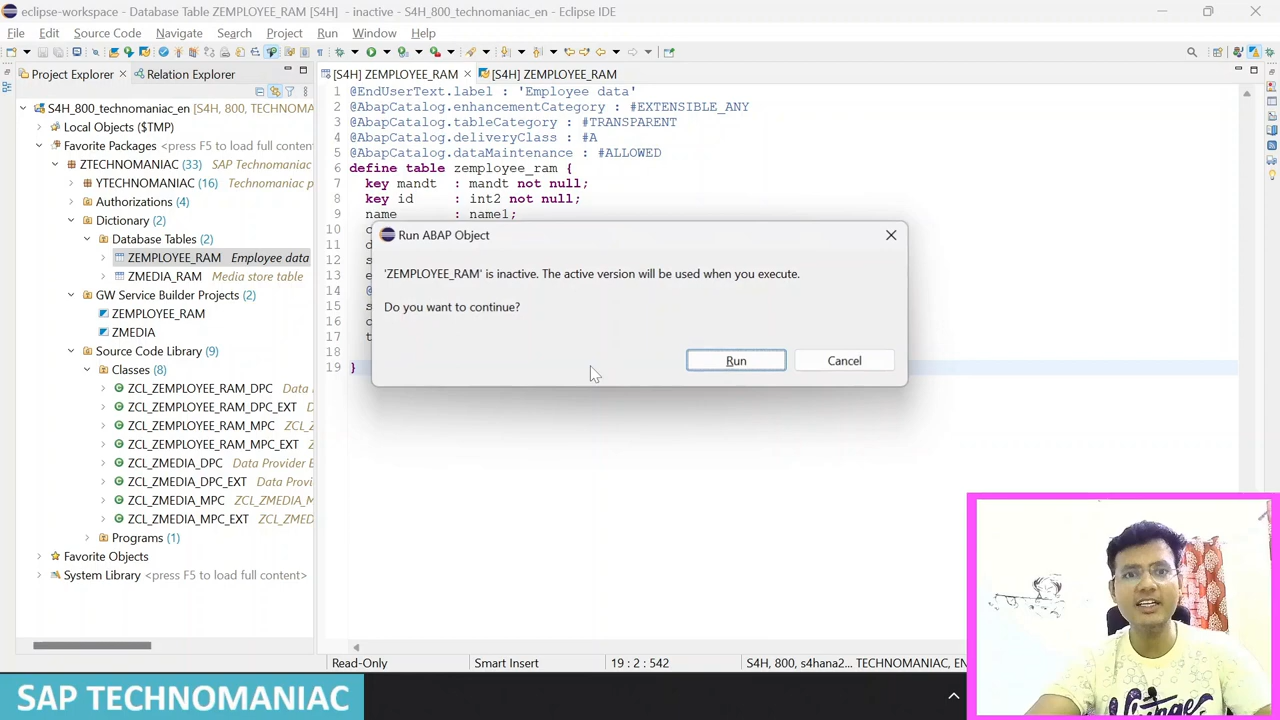 eclipse-workspace - Database Table ZEMPLOYEE_RAM [S4H] - inactive - S4H_800_technomaniac_en - Eclipse IDE
File Edit Source Code Navigate Search Project Run Window Help
Project Explorer
Relation Explorer
[S4H] ZEMPLOYEE_RAM
[S4H] ZEMPLOYEE_RAM
S4H_800_technomaniac_en [S4H, 800, TECHNOMA
Local Objects ($TMP)
Favorite Packages <press F5 to load full content>
ZTECHNOMANIAC (33) SAP Technomaniac
YTECHNOMANIAC (16) Technomaniac p
Authorizations (4)
Dictionary (2)
Database Tables (2)
ZEMPLOYEE_RAM Employee data
ZMEDIA_RAM Media store table
GW Service Builder Projects (2)
ZEMPLOYEE_RAM
ZMEDIA
Source Code Library (9)
Classes (8)
ZCL_ZEMPLOYEE_RAM_DPC Data
ZCL_ZEMPLOYEE_RAM_DPC_EXT Dat
ZCL_ZEMPLOYEE_RAM_MPC ZCL_Z
ZCL_ZEMPLOYEE_RAM_MPC_EXT ZC
ZCL_ZMEDIA_DPC Data Provider B
ZCL_ZMEDIA_DPC_EXT Data Provid
ZCL_ZMEDIA_MPC ZCL_ZMEDIA_M
ZCL_ZMEDIA_MPC_EXT ZCL_ZMED
Programs (1)
Favorite Objects
System Library <press F5 to load full content>
1 @EndUserText.label : 'Employee data'
2 @AbapCatalog.enhancementCategory : #EXTENSIBLE_ANY
3 @AbapCatalog.tableCategory : #TRANSPARENT
4 @AbapCatalog.deliveryClass : #A
5 @AbapCatalog.dataMaintenance : #ALLOWED
6 define table zemployee_ram {
7 key mandt : mandt not null;
8 key id : int2 not null;
9 name : name1;
10 c
11 d
12 s
13 e
14 @
15 s
16 c
17 t
18
19 }
Run ABAP Object
'ZEMPLOYEE_RAM' is inactive. The active version will be used when you execute.
Do you want to continue?
Run
Cancel
Read-Only
Smart Insert
19 : 2 : 542
S4H, 800, s4hana2... TECHNOMANIAC, EN
SAP TECHNOMANIAC